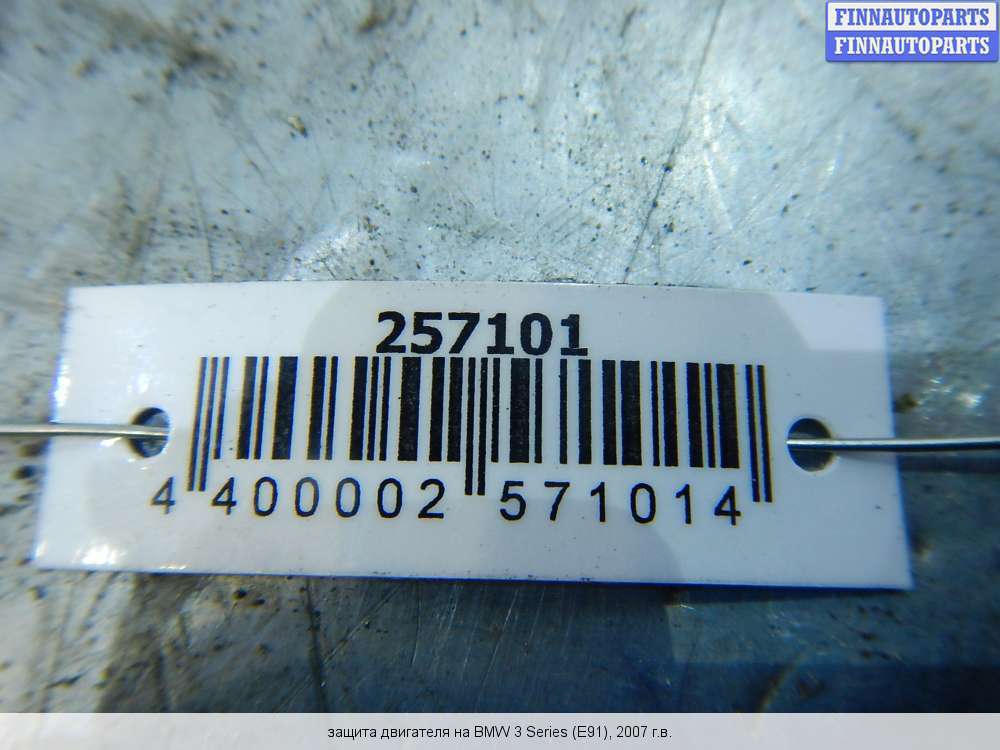 FINNAUTOPARTS
FINNAUTOPARTS
257101
4 400002 571014
защита двигателя на BMW 3 Series (E91), 2007 г.в.